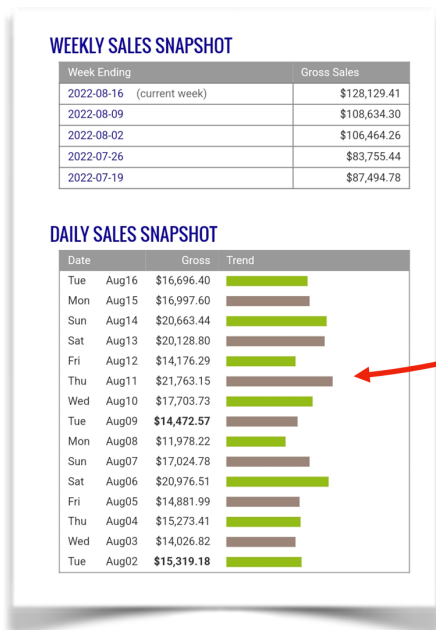 WEEKLY SALES SNAPSHOT
Week Ending Gross Sales
2022-08-16 (current week) $128,129.41
2022-08-09 $108,634.30
2022-08-02 $106,464.26
2022-07-26 $83,755.44
2022-07-19 $87,494.78
DAILY SALES SNAPSHOT
Date Gross Trend
Tue Aug16 $16,696.40
Mon Aug15 $16,997.60
Sun Aug14 $20,663.44
Sat Aug13 $20,128.80
Fri Aug12 $14,176.29
Thu Aug11 $21,763.15
Wed Aug10 $17,703.73
Tue Aug09 $14,472.57
Mon Aug08 $11,978.22
Sun Aug07 $17,024.78
Sat Aug06 $20,976.51
Fri Aug05 $14,881.99
Thu Aug04 $15,273.41
Wed Aug03 $14,026.82
Tue Aug02 $15,319.18